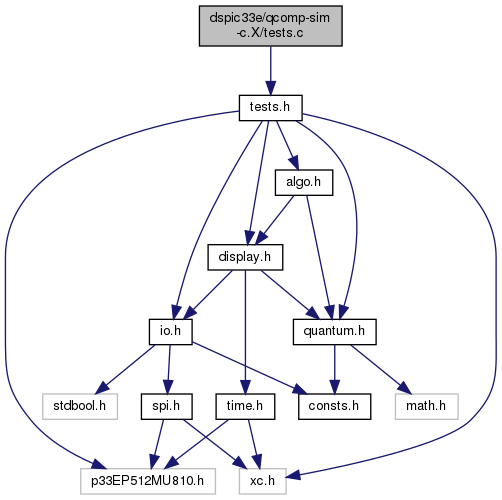 dspic33e/qcomp-sim
-c.X/tests.c
tests.h
algo.h
display.h
io.h
quantum.h
stdbool.h
spi.h
time.h
consts.h
math.h
p33EP512MU810.h
xc.h